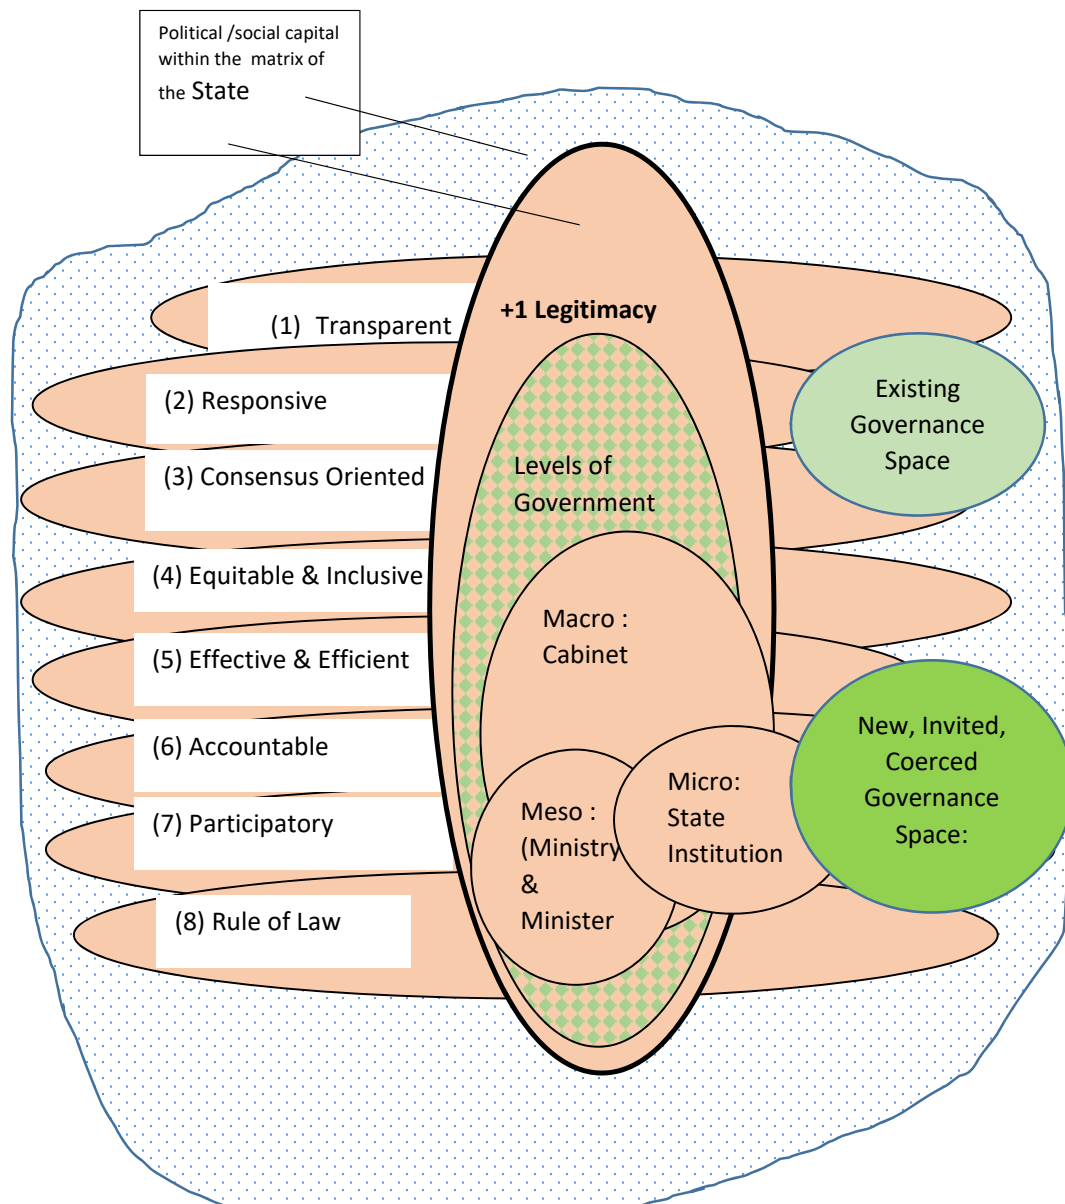 Political /social capital
within the  matrix of
the State
+1 Legitimacy
(1)  Transparent
(2) Responsive
Existing
Governance
Space
(3) Consensus Oriented
Levels of
Government
(4) Equitable & Inclusive
Macro :
Cabinet
(5) Effective & Efficient
(6) Accountable
New, Invited,
Coerced
Governance
Space:
(7) Participatory
Meso :
(Ministry
&
Minister
Micro:
State
Institution
(8) Rule of Law